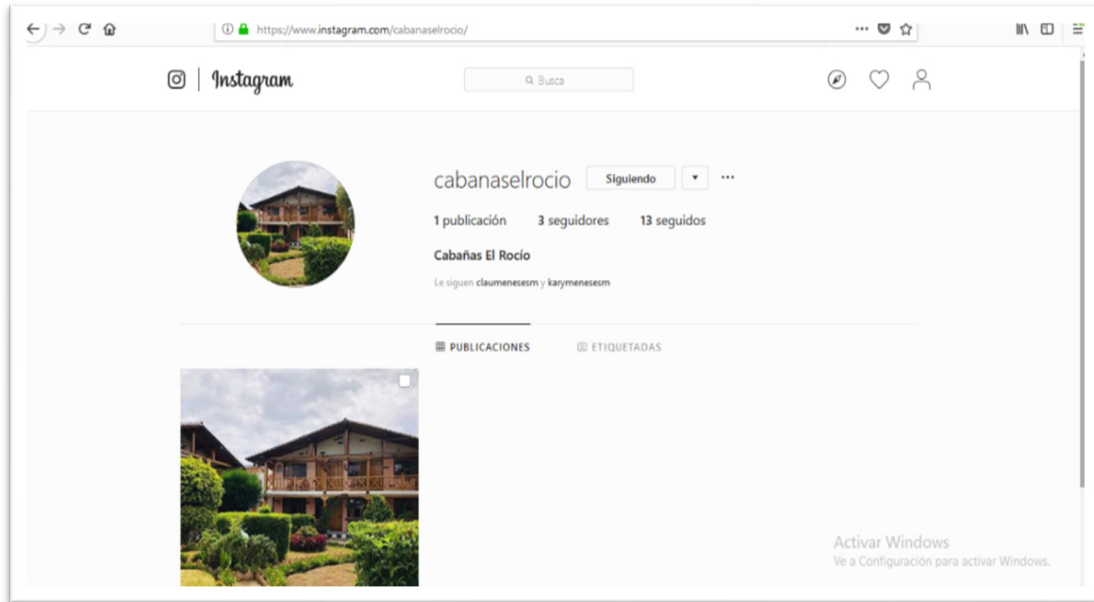 https://www.instagram.com/cabanaselrocio/
Instagram
Busca
cabanaselrocio Siguiendo
1 publicación 3 seguidores 13 seguidos
Cabañas El Rocío
Le siguen claumenesesm y karymenesesm
PUBLICACIONES ETIQUETADAS
Activar Windows
Ve a Configuración para activar Windows.